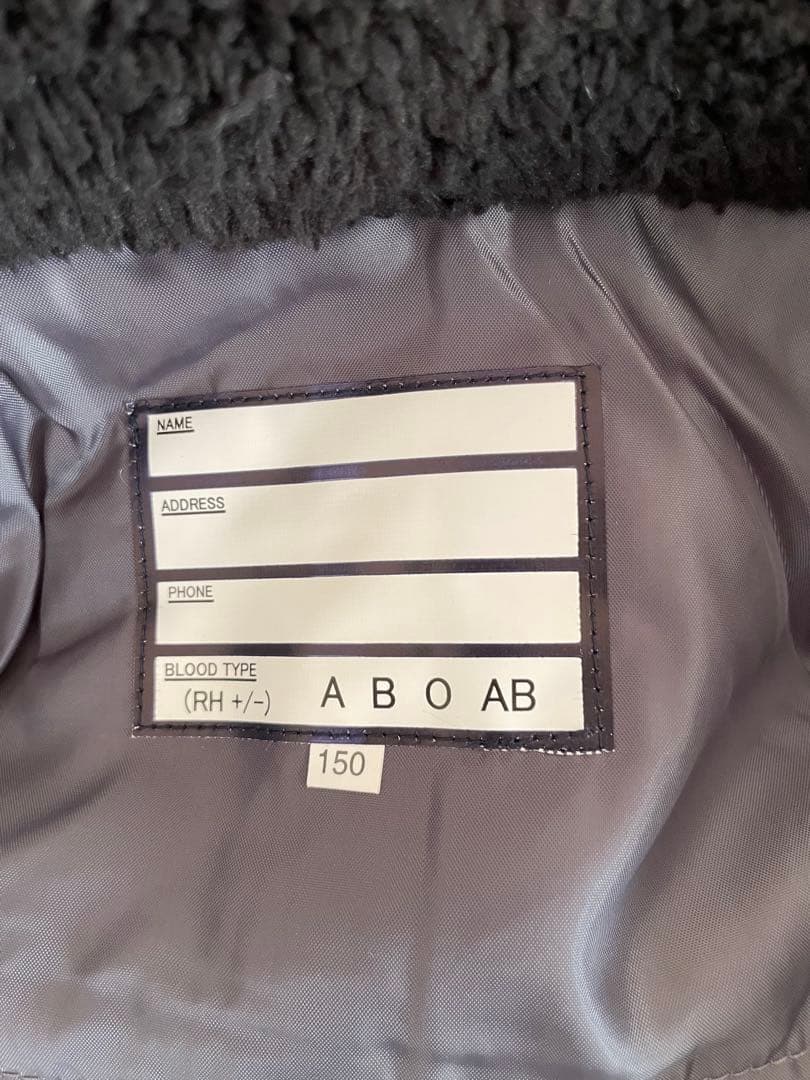 NAME
ADDRESS
PHONE
BLOOD TYPE
(RH +/-) A B O AB
150